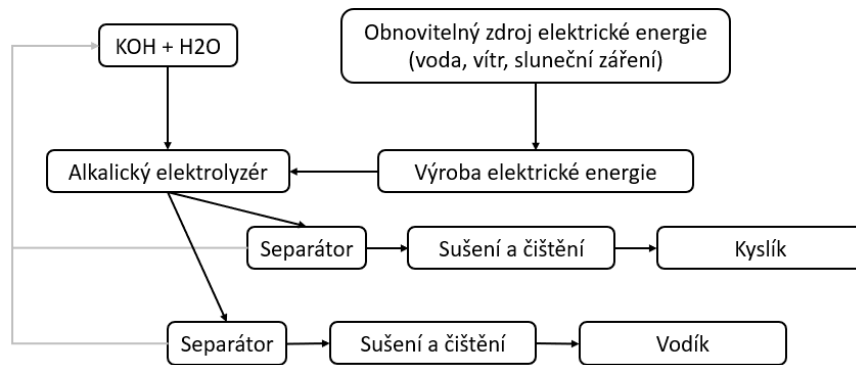 KOH + H2O
Obnovitelný zdroj elektrické energie
(voda, vítr, sluneční záření)
Alkalický elektrolyzér
Výroba elektrické energie
Separátor
Sušení a čištění
Kyslík
Separátor
Sušení a čištění
Vodík